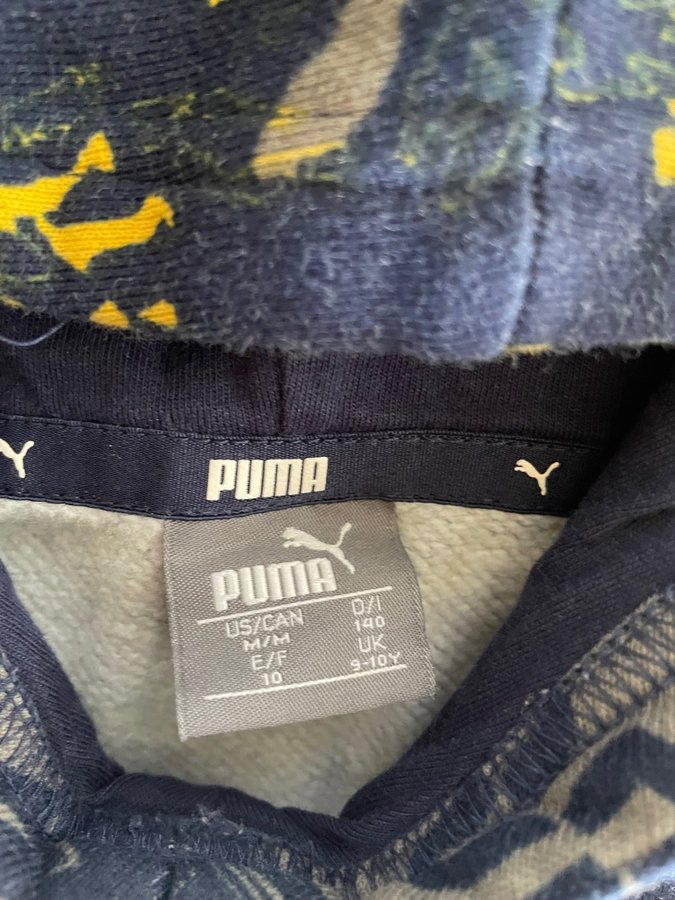 PUMA
PUMA
US/CAN D/I
M/M 140
E/F UK
10 9-10Y